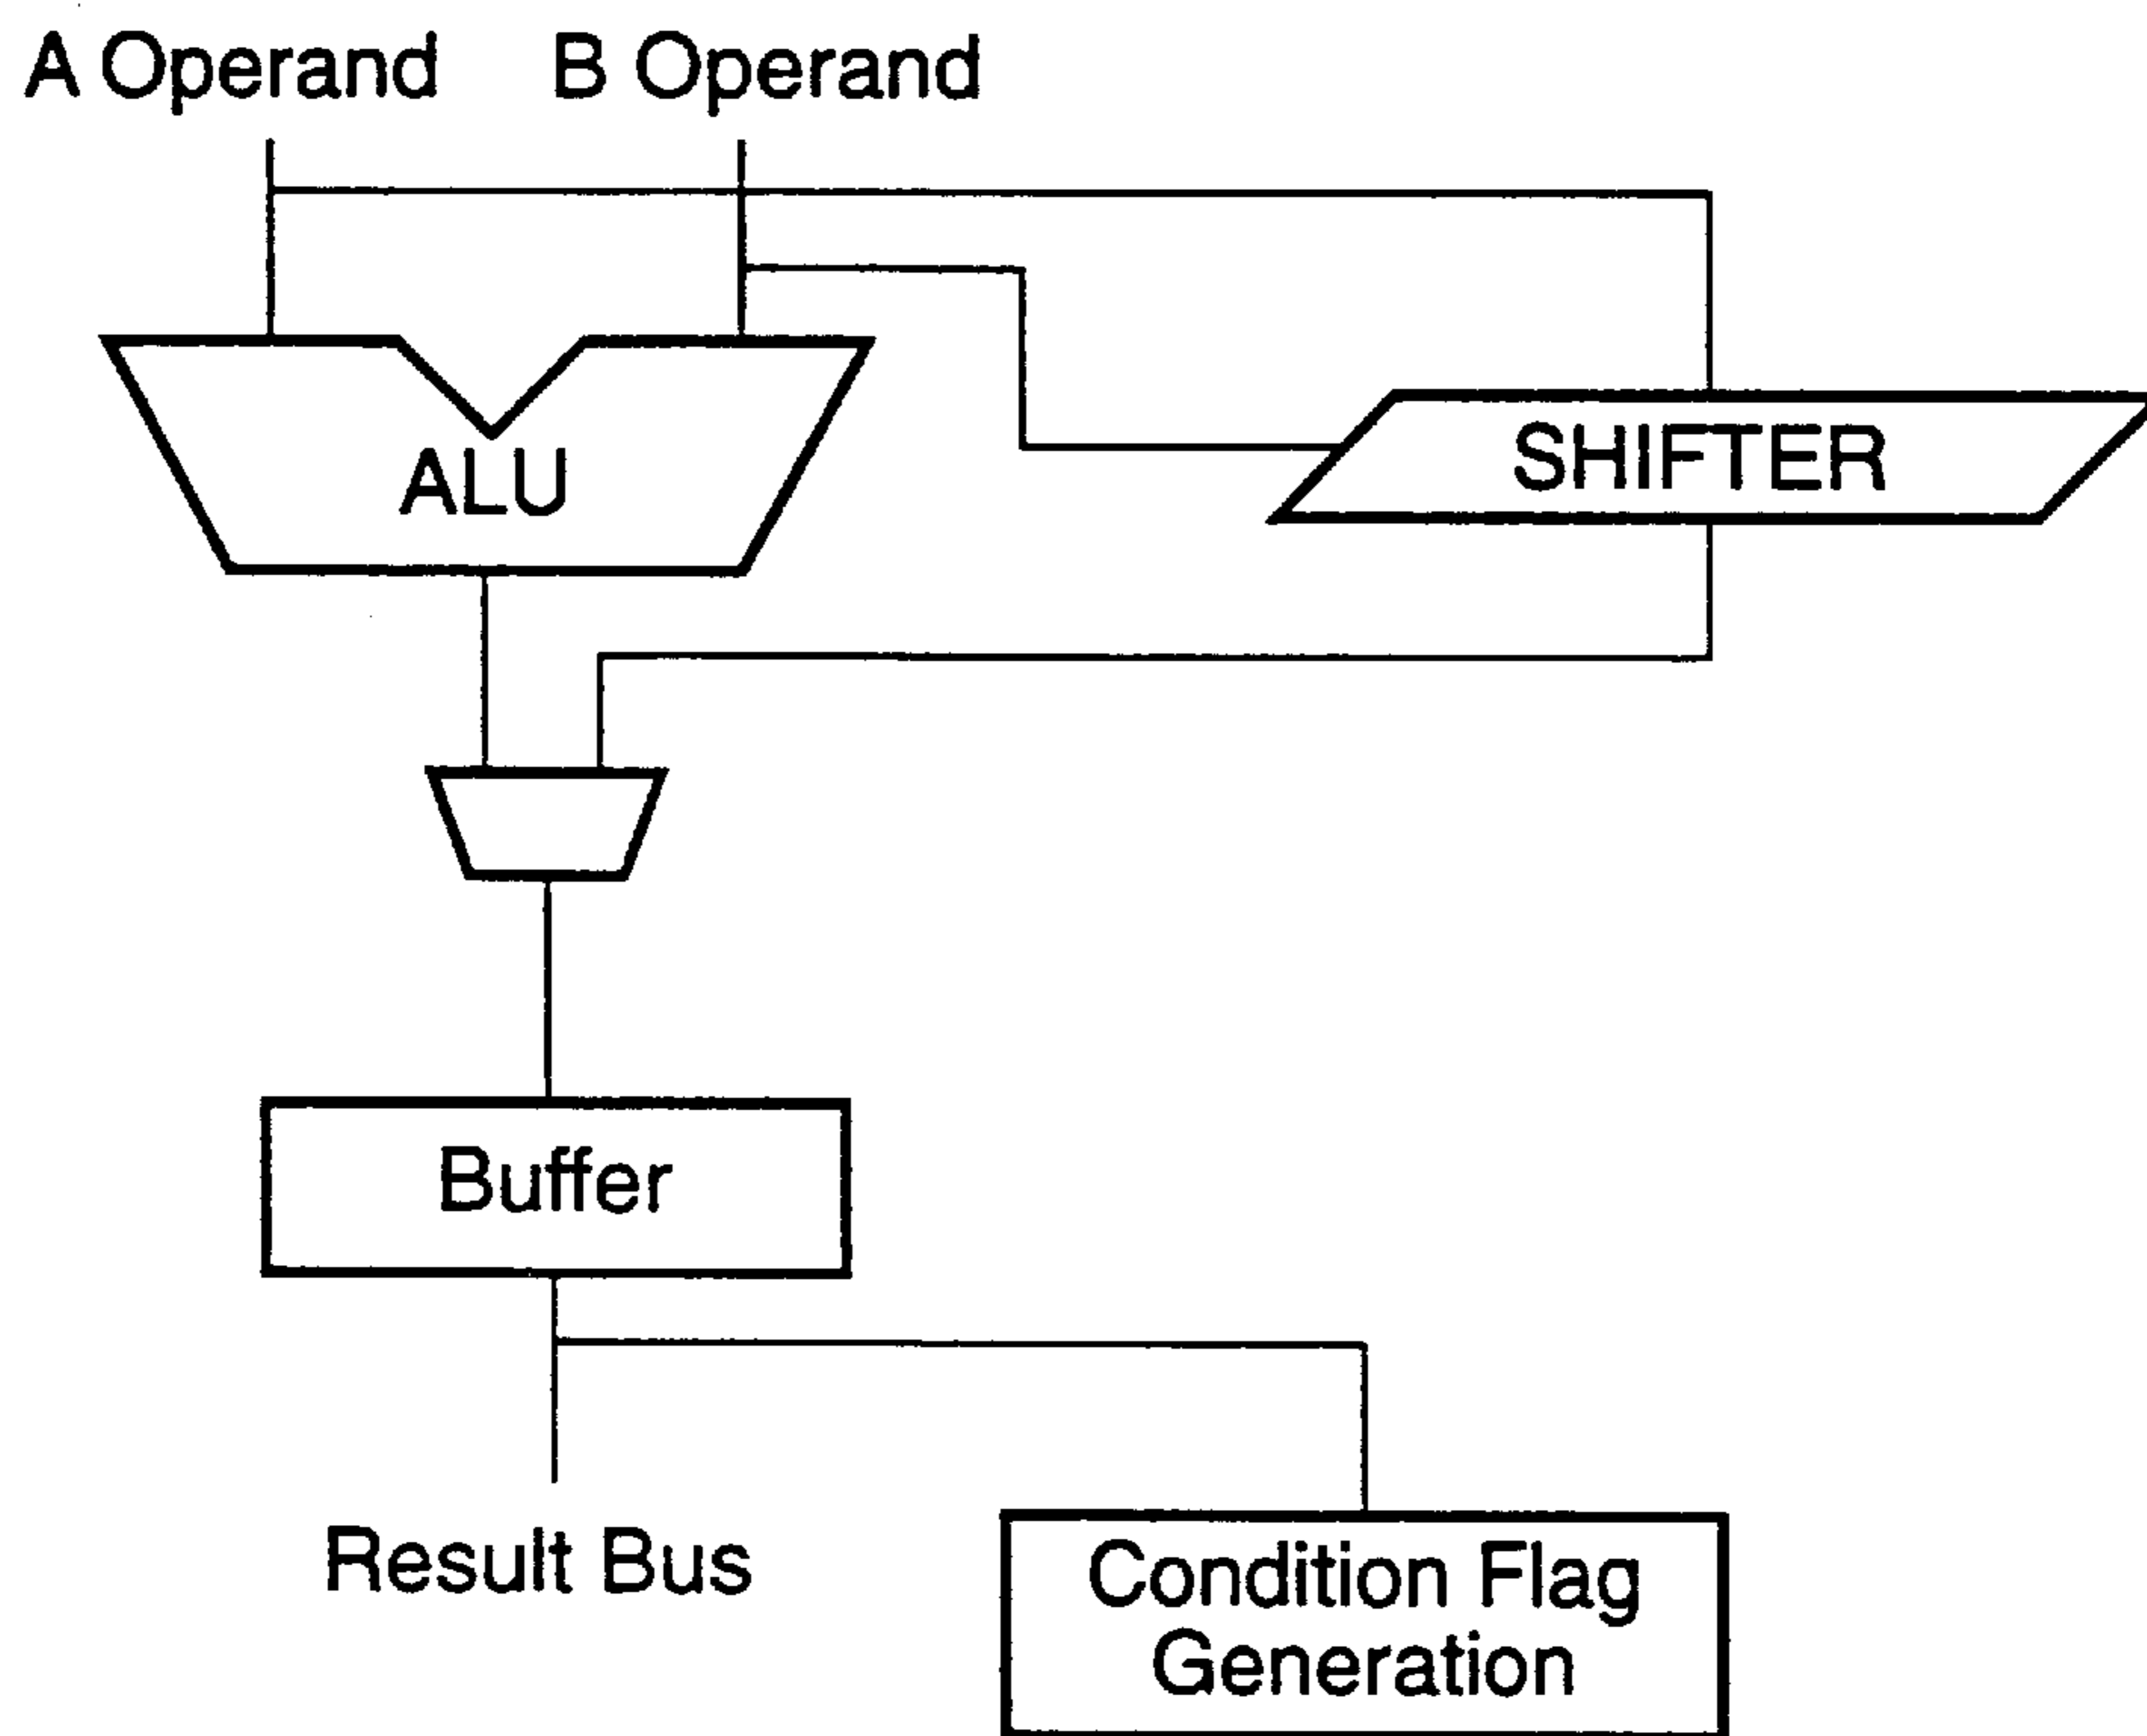 A Operand B Operand
SHIFTER
ALU
Buffer
Result Bus
Condition Flag
Generation